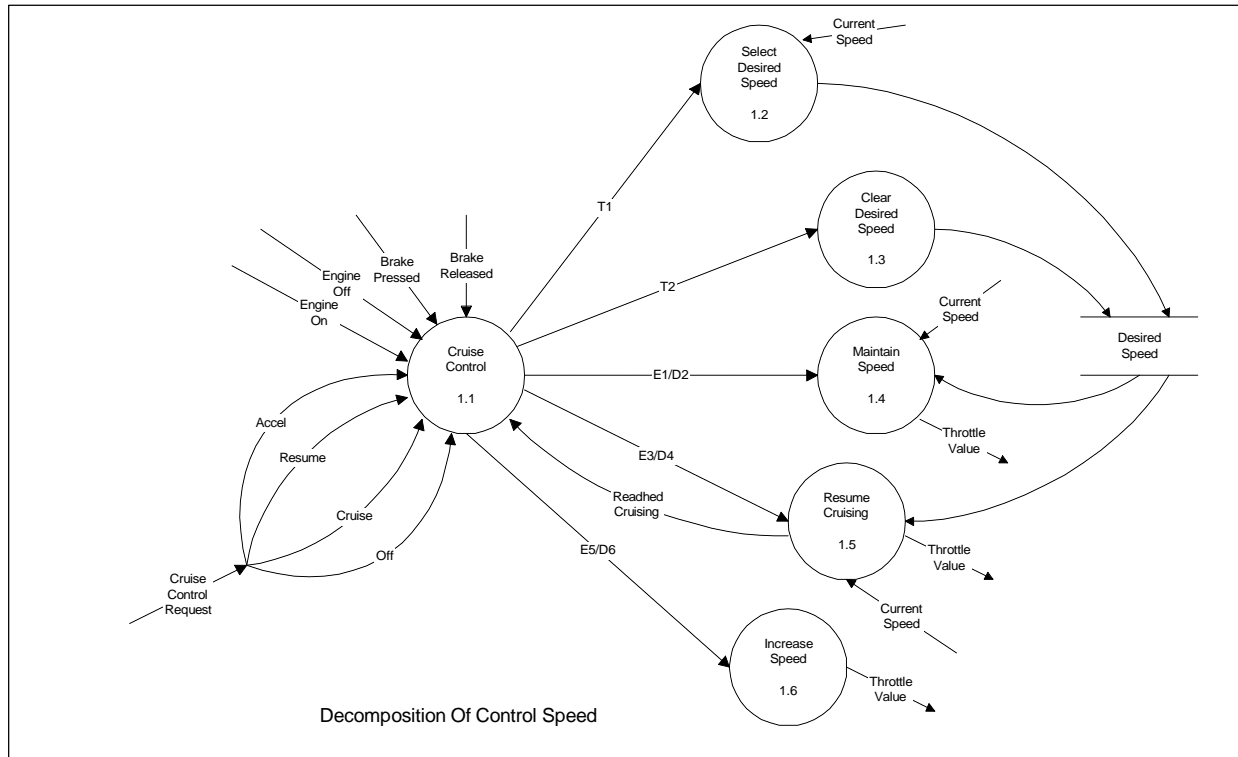 Current
Speed
Select
Desired
Speed
1.2
T1
Clear
Desired
Speed
1.3
Brake
Pressed
Brake
Released
Engine
Off
Engine
On
T2
Current
Speed
Desired
Speed
Cruise
Control
1.1
E1/D2
Maintain
Speed
1.4
Accel
Resume
Cruise
Off
E3/D4
Readhed
Cruising
Throttle
Value
Resume
Cruising
1.5
E5/D6
Throttle
Value
Cruise
Control
Request
Current
Speed
Increase
Speed
1.6
Throttle
Value
Decomposition Of Control Speed